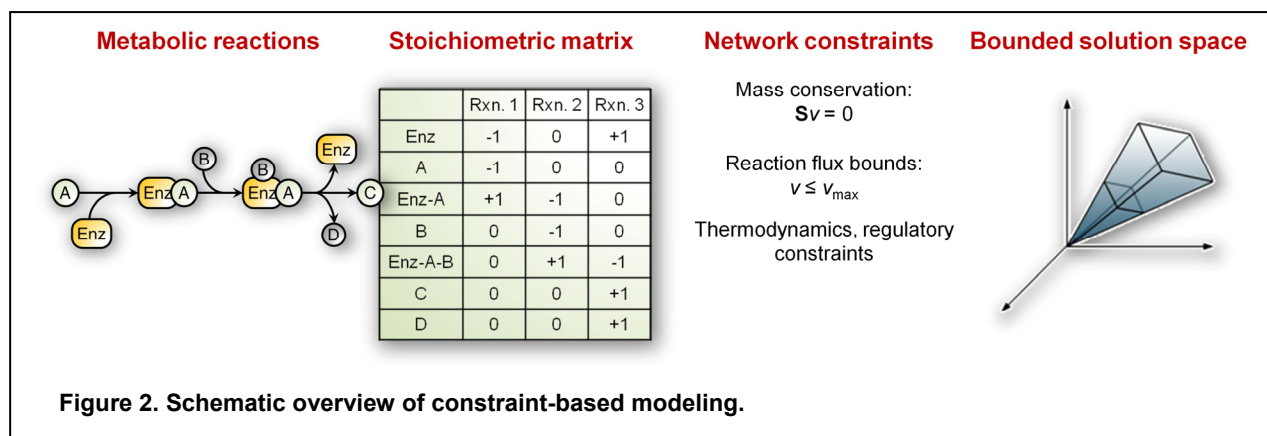 Metabolic reactions Stoichiometric matrix Network constraints Bounded solution space
A
Enz
Enz A
B
B
Enz A
Enz
C
D
Rxn. 1 Rxn. 2 Rxn. 3
Enz -1 0 +1
A -1 0 0
Enz-A +1 -1 0
B 0 -1 0
Enz-A-B 0 +1 -1
C 0 0 +1
D 0 0 +1
Mass conservation:
Sv = 0
Reaction flux bounds:
v ≤ vmax
Thermodynamics, regulatory
constraints
Figure 2. Schematic overview of constraint-based modeling.